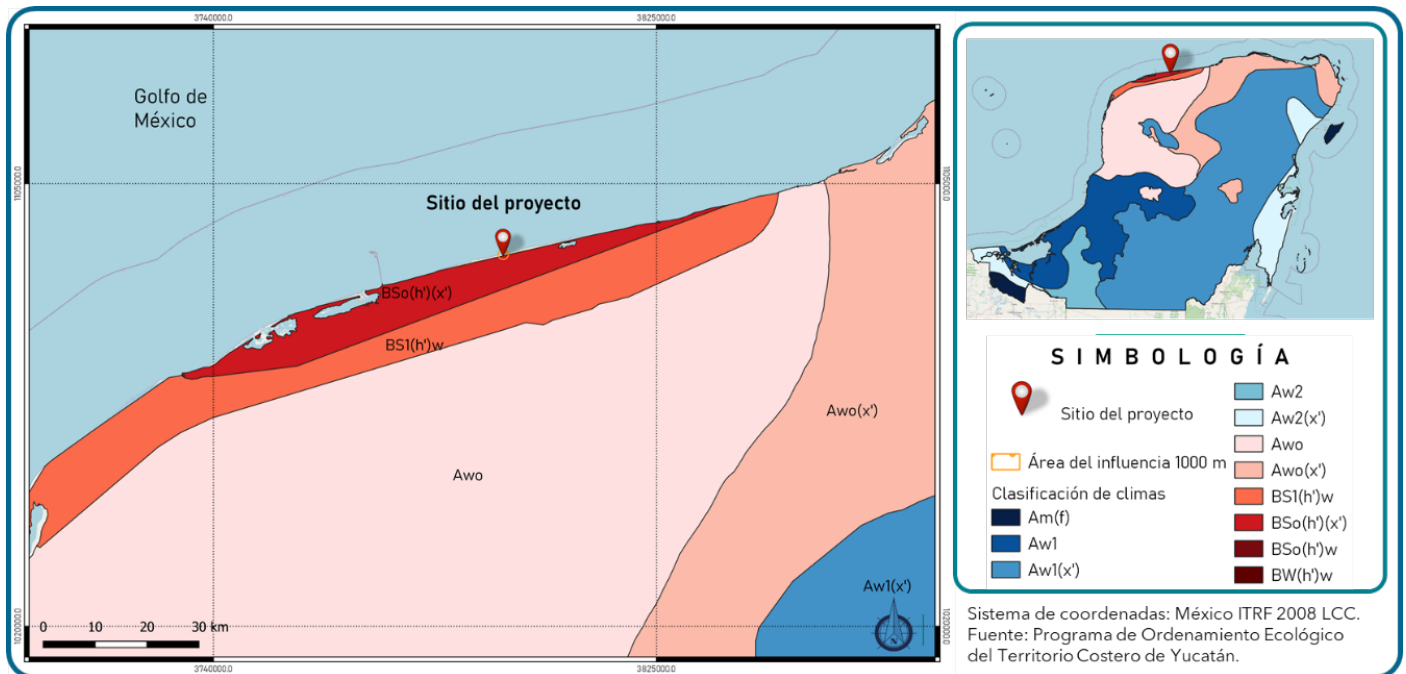 3740000.0
3825000.0
Golfo de
México
1105000.0
1105000.0
Sitio del proyecto
BSo(h')(x')
BS1(h')w
Awo(x')
Awo
Aw1(x')
0 10 20 30 km
1020000.0
1020000.0
3740000.0
3825000.0
SIMBOLOGÍA
Sitio del proyecto
Área del influencia 1000 m
Clasificación de climas
Am(f)
Aw1
Aw1(x')
Aw2
Aw2(x')
Awo
Awo(x')
BS1(h')w
BSo(h')(x')
BSo(h')w
BW(h')w
Sistema de coordenadas: México ITRF 2008 LCC.
Fuente: Programa de Ordenamiento Ecológico
del Territorio Costero de Yucatán.